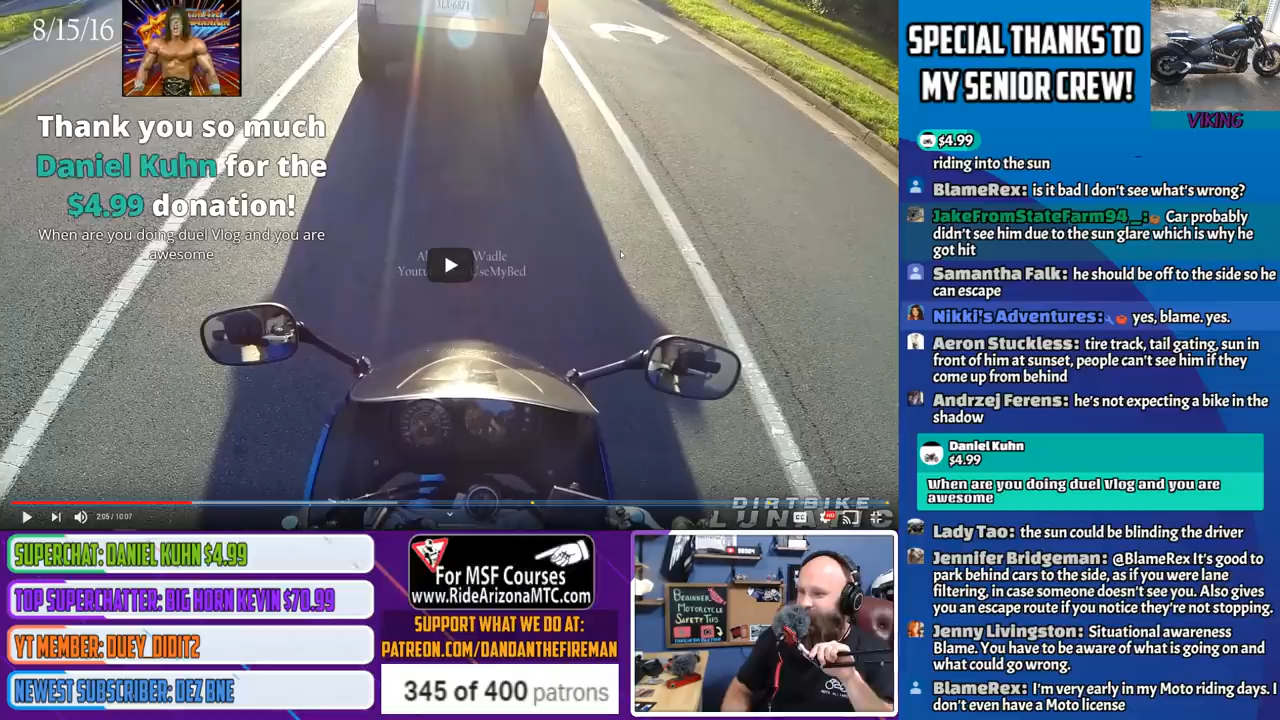 8/15/16
Thank you so much
Daniel Kuhn for the
$4.99 donation!
When are you doing duel Vlog and you are
awesome
Wadle
UseMyBed
2:05 / 10:07
DIRTBIKE
LUNATIC
CC
HD
SUPERCHAT: DANIEL KUHN $4.99
TOP SUPERCHATTER: BIG HORN KEVIN $70.99
YT MEMBER: DUEY DIDIT2
NEWEST SUBSCRIBER: DEZ BNE
For MSF Courses
www.RideArizonaMTC.com
SUPPORT WHAT WE DO AT:
PATREON.COM/DANDANTHEFIREMAN
345 of 400 patrons
BEGINNER
MOTORCYCLE
SAFETY TIPS
SPECIAL THANKS TO
MY SENIOR CREW!
VIKING
$4.99
riding into the sun
BlameRex: is it bad I don't see what's wrong?
JakeFromStateFarm94_: Car probably
didn't see him due to the sun glare which is why he
got hit
Samantha Falk: he should be off to the side so he
can escape
Nikki's Adventures: yes, blame. yes.
Aeron Stuckless: tire track, tail gating, sun in
front of him at sunset, people can't see him if they
come up from behind
Andrzej Ferens: he's not expecting a bike in the
shadow
Daniel Kuhn
$4.99
When are you doing duel Vlog and you are
awesome
Lady Tao: the sun could be blinding the driver
Jennifer Bridgeman: @BlameRex It's good to
park behind cars to the side, as if you were lane
filtering, in case someone doesn't see you. Also gives
you an escape route if you notice they're not stopping.
Jenny Livingston: Situational awareness
Blame. You have to be aware of what is going on and
what could go wrong.
BlameRex: I'm very early in my Moto riding days. I
don't even have a Moto license